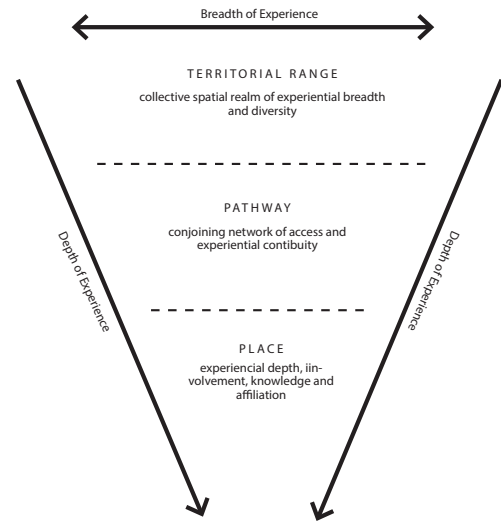 Breadth of Experience
TERRITORIAL RANGE
collective spatial realm of experiential breadth
and diversity
PATHWAY
conjoining network of access and
experiential contibuity
Depth of Experience
Depth of Experience
PLACE
experiencial depth, iin-
volvement, knowledge and
affiliation